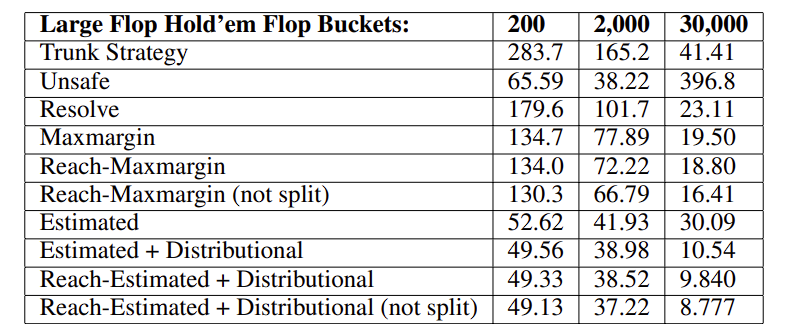 Large Flop Hold'em Flop Buckets: 200 2,000 30,000
Trunk Strategy 283.7 165.2 41.41
Unsafe 65.59 38.22 396.8
Resolve 179.6 101.7 23.11
Maxmargin 134.7 77.89 19.50
Reach-Maxmargin 134.0 72.22 18.80
Reach-Maxmargin (not split) 130.3 66.79 16.41
Estimated 52.62 41.93 30.09
Estimated + Distributional 49.56 38.98 10.54
Reach-Estimated + Distributional 49.33 38.52 9.840
Reach-Estimated + Distributional (not split) 49.13 37.22 8.777